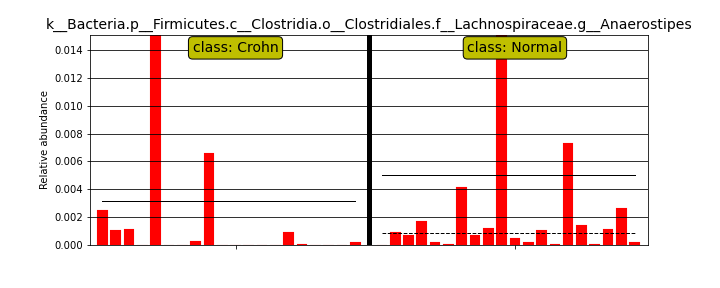 k__Bacteria.p__Firmicutes.c__Clostridia.o__Clostridiales.f__Lachnospiraceae.g__Anaerostipes
class: Crohn
class: Normal
Relative abundance
0.014
0.012
0.010
0.008
0.006
0.004
0.002
0.000